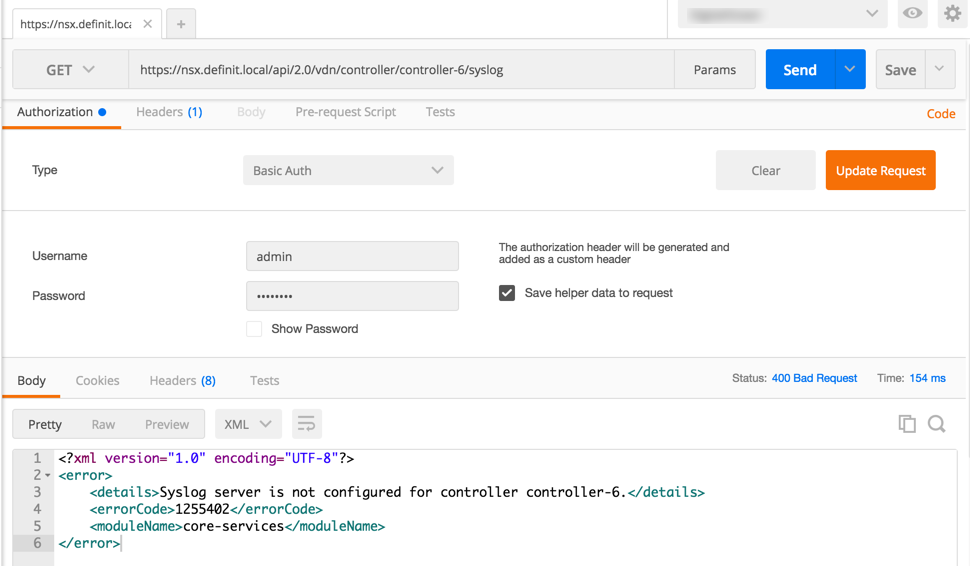 https://nsx.definit.loca
GET https://nsx.definit.local/api/2.0/vdn/controller/controller-6/syslog Params Send Save
Authorization Headers (1) Body Pre-request Script Tests Code
Type Basic Auth Clear Update Request
Username admin The authorization header will be generated and
added as a custom header
Password •••••••• Save helper data to request
Show Password
Body Cookies Headers (8) Tests Status: 400 Bad Request Time: 154 ms
Pretty Raw Preview XML
1 <?xml version="1.0" encoding="UTF-8"?>
2 <error>
3 <details>Syslog server is not configured for controller controller-6.</details>
4 <errorCode>1255402</errorCode>
5 <moduleName>core-services</moduleName>
6 </error>